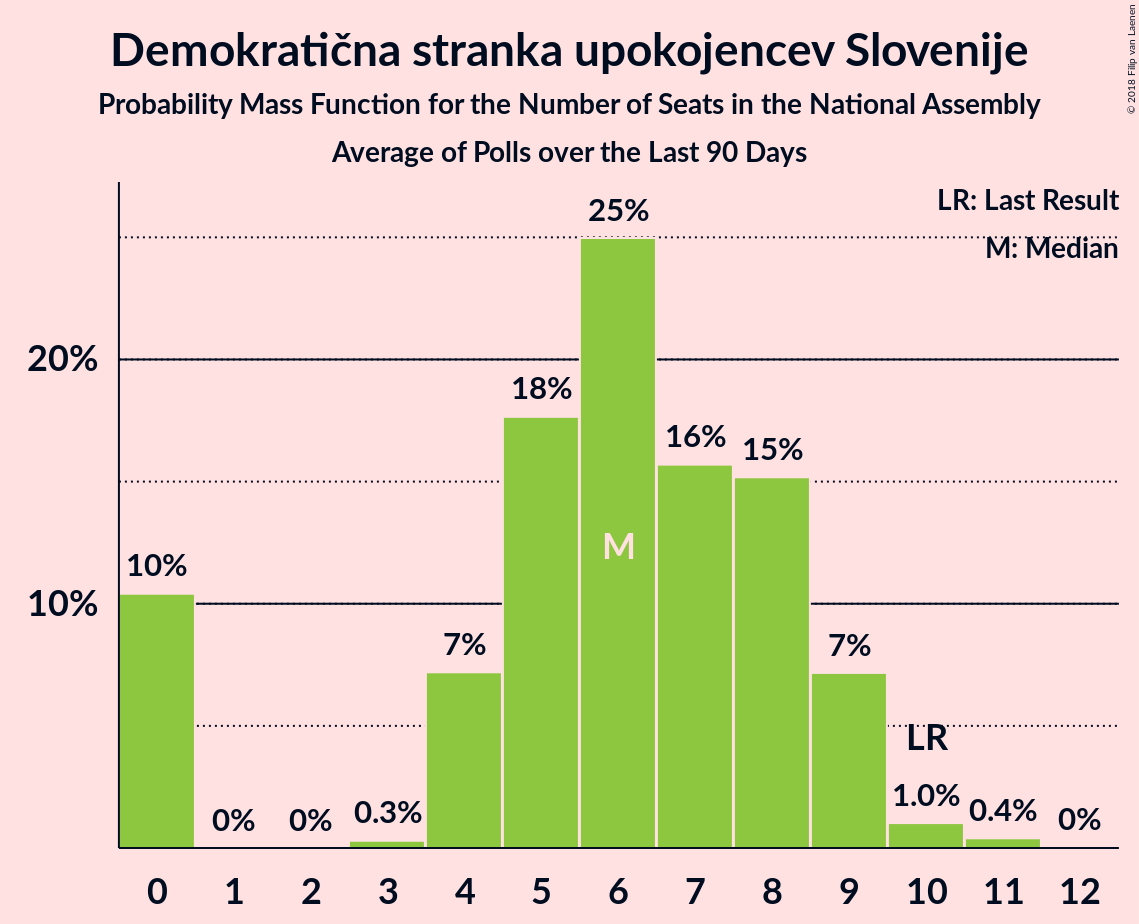 Demokratična stranka upokojencev Slovenije
Probability Mass Function for the Number of Seats in the National Assembly
Average of Polls over the Last 90 Days
© 2018 Filip van Laenen
LR: Last Result
M: Median
25%
20%
18%
16%
15%
M
10%
10%
7%
7%
LR
0%
0%
0.3%
1.0%
0.4%
0%
0 1 2 3 4 5 6 7 8 9 10 11 12